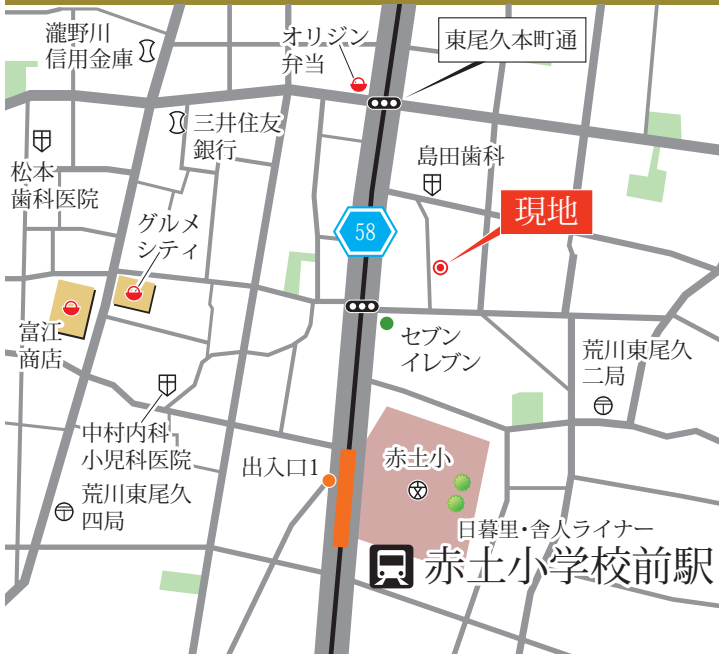 瀧野川
信用金庫
オリジン
弁当
東尾久本町通
三井住友
銀行
島田歯科
松本
歯科医院
現地
グルメ
シティ
58
富江
商店
セブン
イレブン
荒川東尾久
二局
中村内科
小児科医院
出入口1
赤土小
荒川東尾久
四局
日暮里・舎人ライナー
赤土小学校前駅